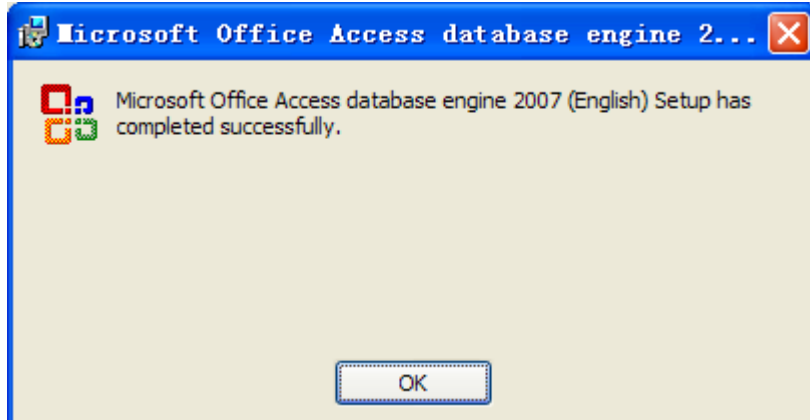 Microsoft Office Access database engine 2...
Microsoft Office Access database engine 2007 (English) Setup has
completed successfully.
OK